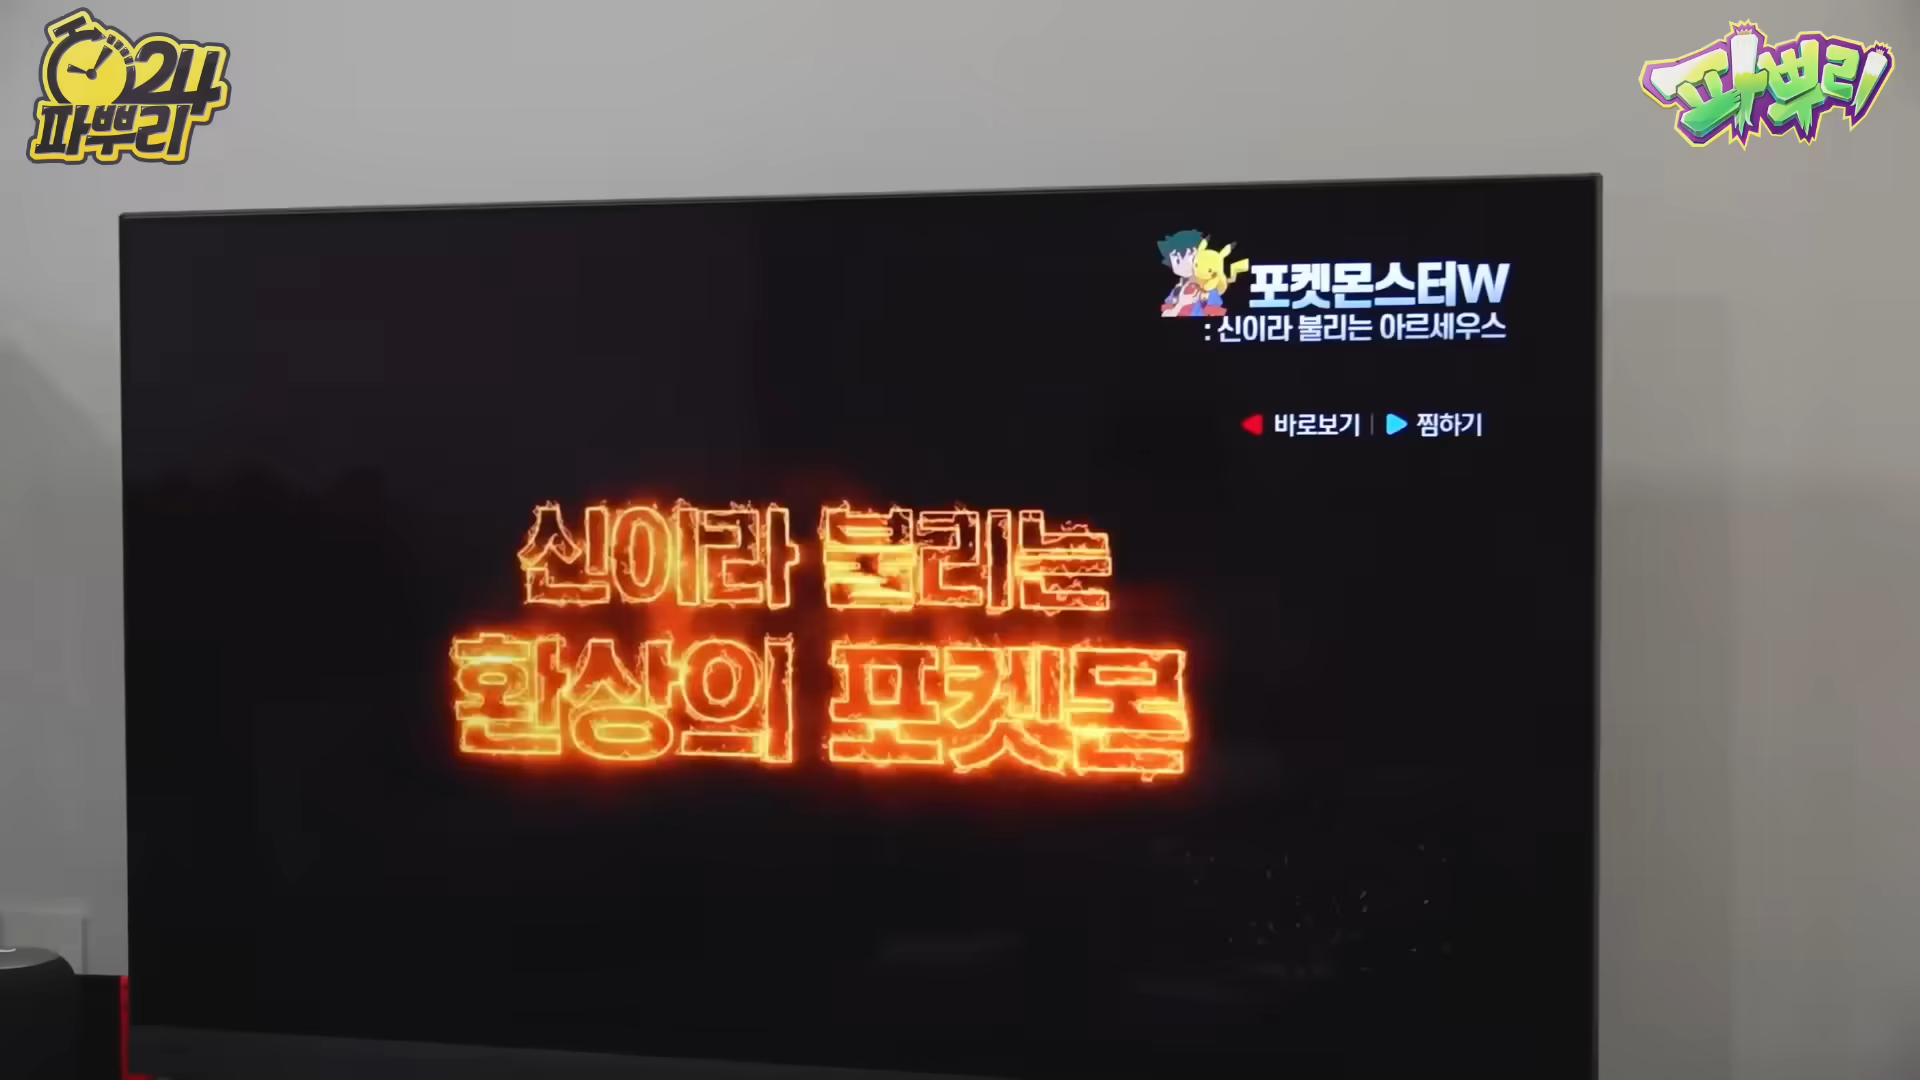 24
파뿌리
파뿌리
포켓몬스터W
: 신이라 불리는 아르세우스
바로보기 | 찜하기
신이라 불리는
환상의 포켓몬